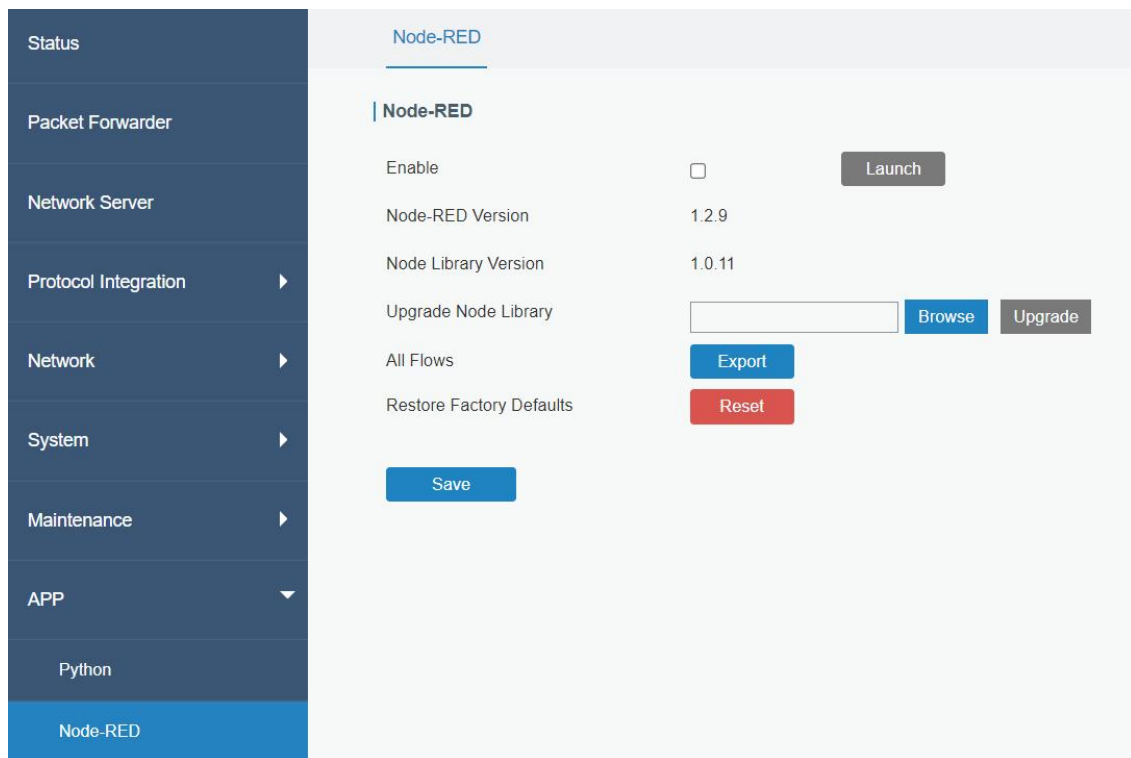 Status
Packet Forwarder
Network Server
Protocol Integration
Network
System
Maintenance
APP
Python
Node-RED
Node-RED
Node-RED
Enable Launch
Node-RED Version 1.2.9
Node Library Version 1.0.11
Upgrade Node Library Browse Upgrade
All Flows Export
Restore Factory Defaults Reset
Save